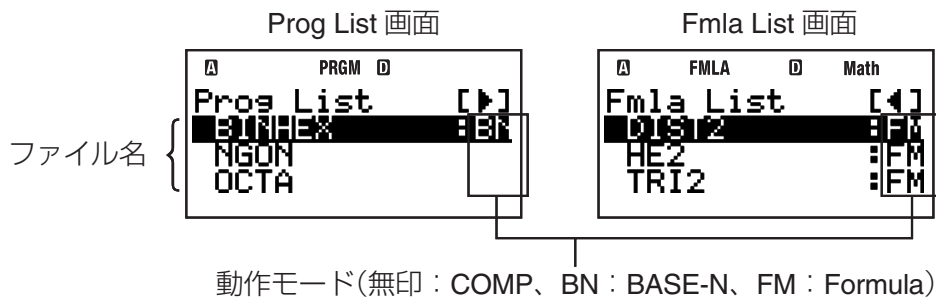 Prog List 画面
PRGM D
Prog List [▶]
BINHEX :BN
NGON
OCTA
ファイル名
Fmla List 画面
FMLA D Math
Fmla List [◀]
DIST2 :FM
HE2 :FM
TRI2 :FM
動作モード(無印：COMP、BN：BASE-N、FM：Formula)